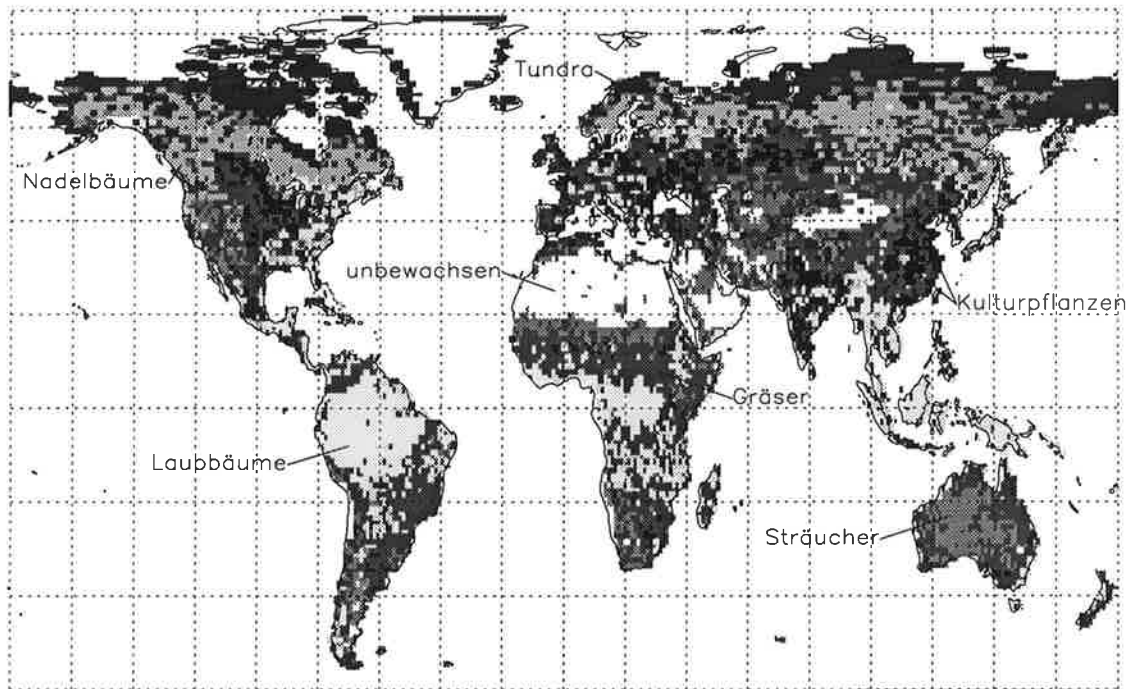 Tundra
Nadelbäume
unbewachsen
Kulturpflanzen
Gräser
Laubbäume
Sträucher